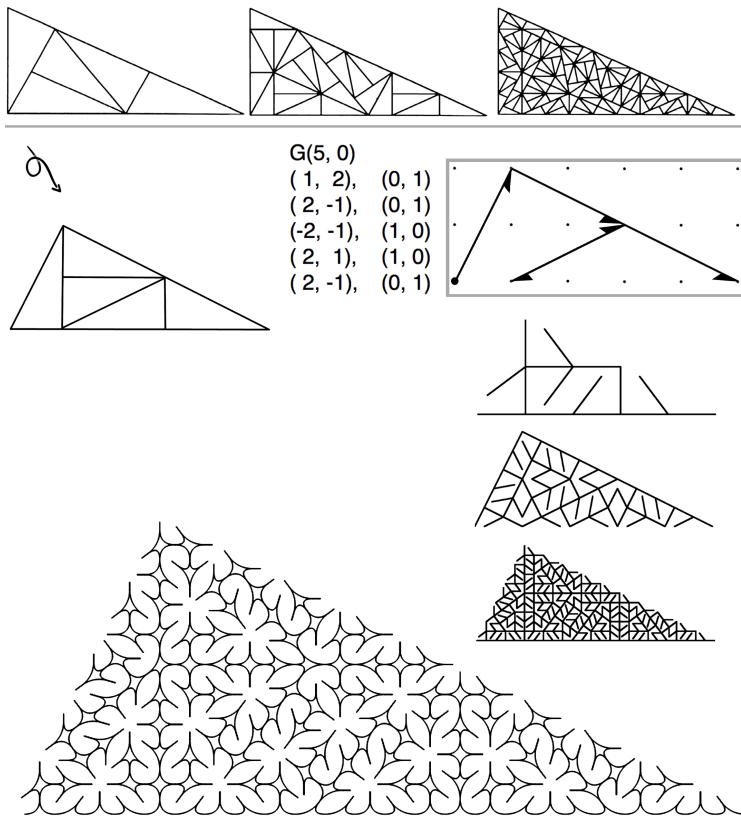 G(5, 0)
( 1, 2), (0, 1)
( 2, -1), (0, 1)
(-2, -1), (1, 0)
( 2, 1), (1, 0)
( 2, -1), (0, 1)